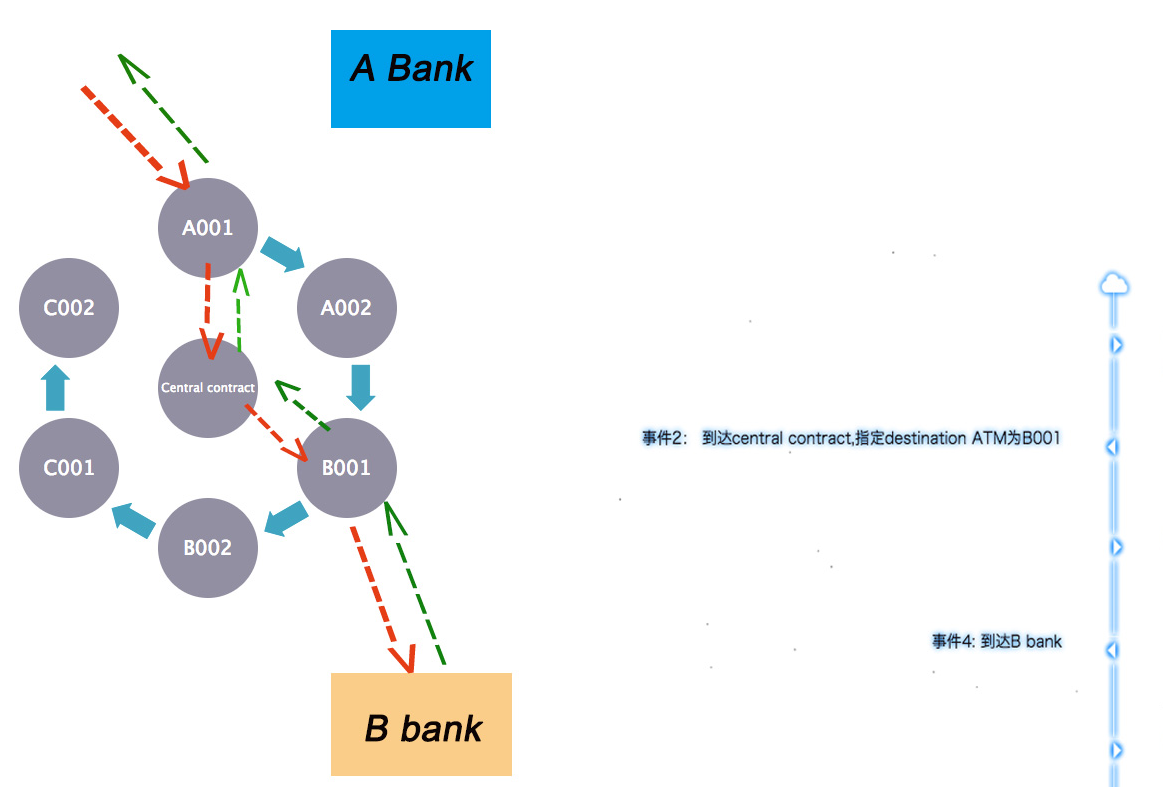 A Bank
A001
C002
A002
Central contract
C001
B001
B002
B bank
事件2： 到达central contract,指定destination ATM为B001
事件4: 到达B bank